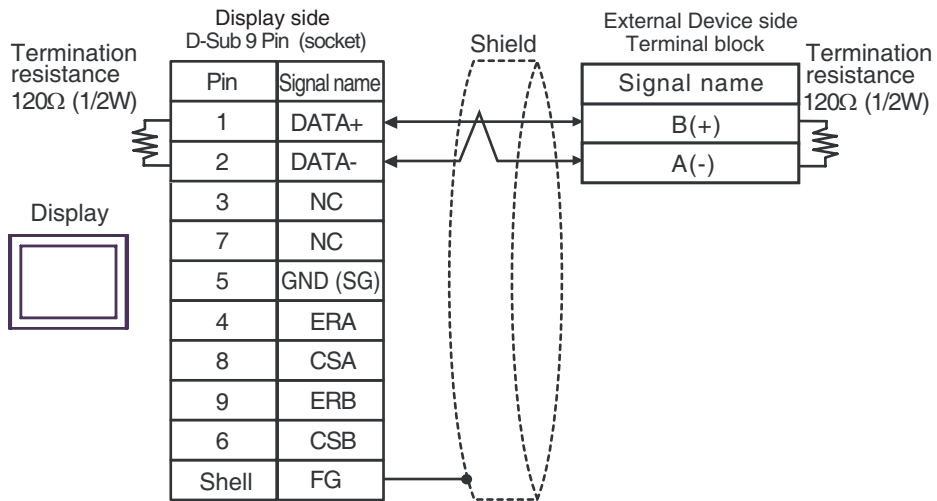 Display side
D-Sub 9 Pin (socket)
Shield
External Device side
Terminal block
Termination
resistance
120Ω (1/2W)
Termination
resistance
120Ω (1/2W)
Pin Signal name
1 DATA+
2 DATA-
3 NC
7 NC
5 GND (SG)
4 ERA
8 CSA
9 ERB
6 CSB
Shell FG
Signal name
B(+)
A(-)
Display